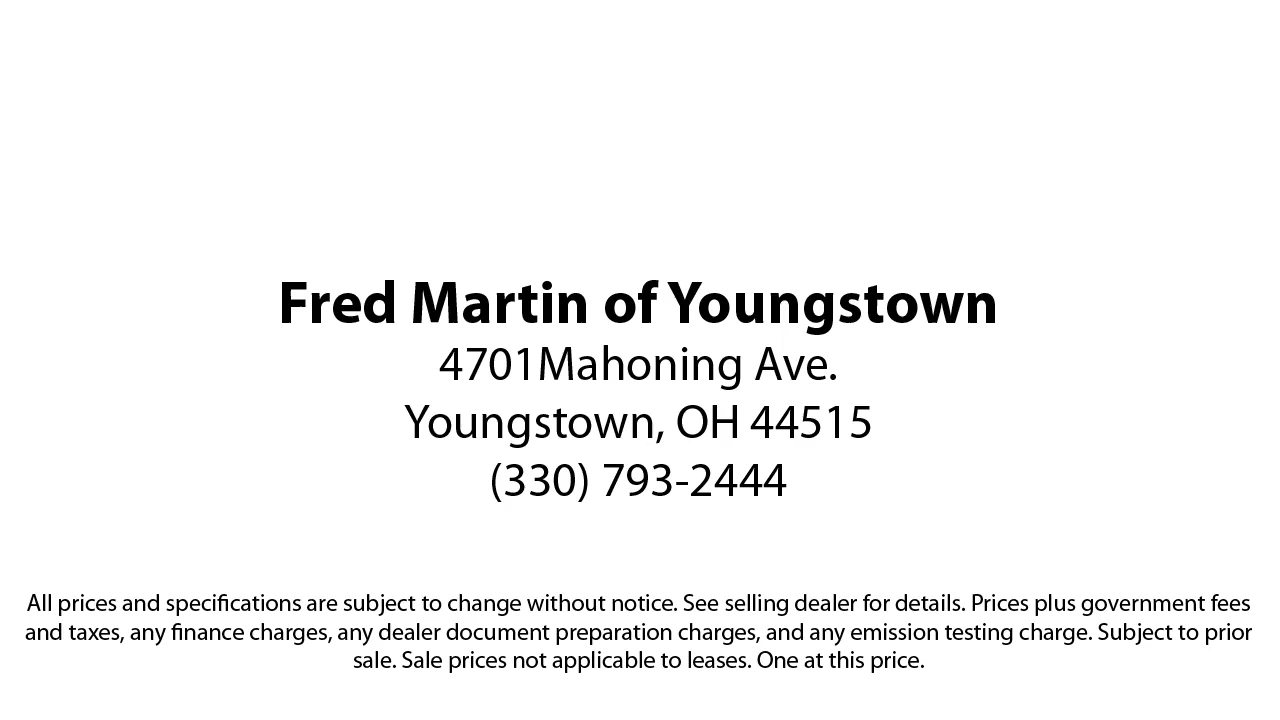 Fred Martin of Youngstown
4701Mahoning Ave.
Youngstown, OH 44515
(330) 793-2444
All prices and specifications are subject to change without notice. See selling dealer for details. Prices plus government fees
and taxes, any finance charges, any dealer document preparation charges, and any emission testing charge. Subject to prior
sale. Sale prices not applicable to leases. One at this price.